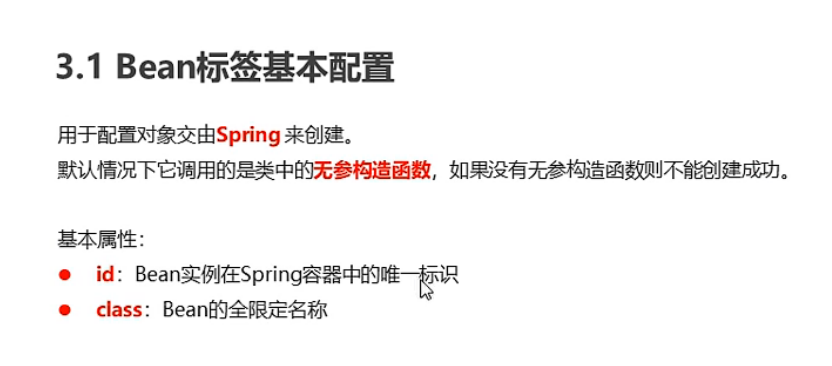 3.1 Bean标签基本配置
用于配置对象交由Spring 来创建。
默认情况下它调用的是类中的无参构造函数，如果没有无参构造函数则不能创建成功。
基本属性：
● id：Bean实例在Spring容器中的唯一标识
● class：Bean的全限定名称